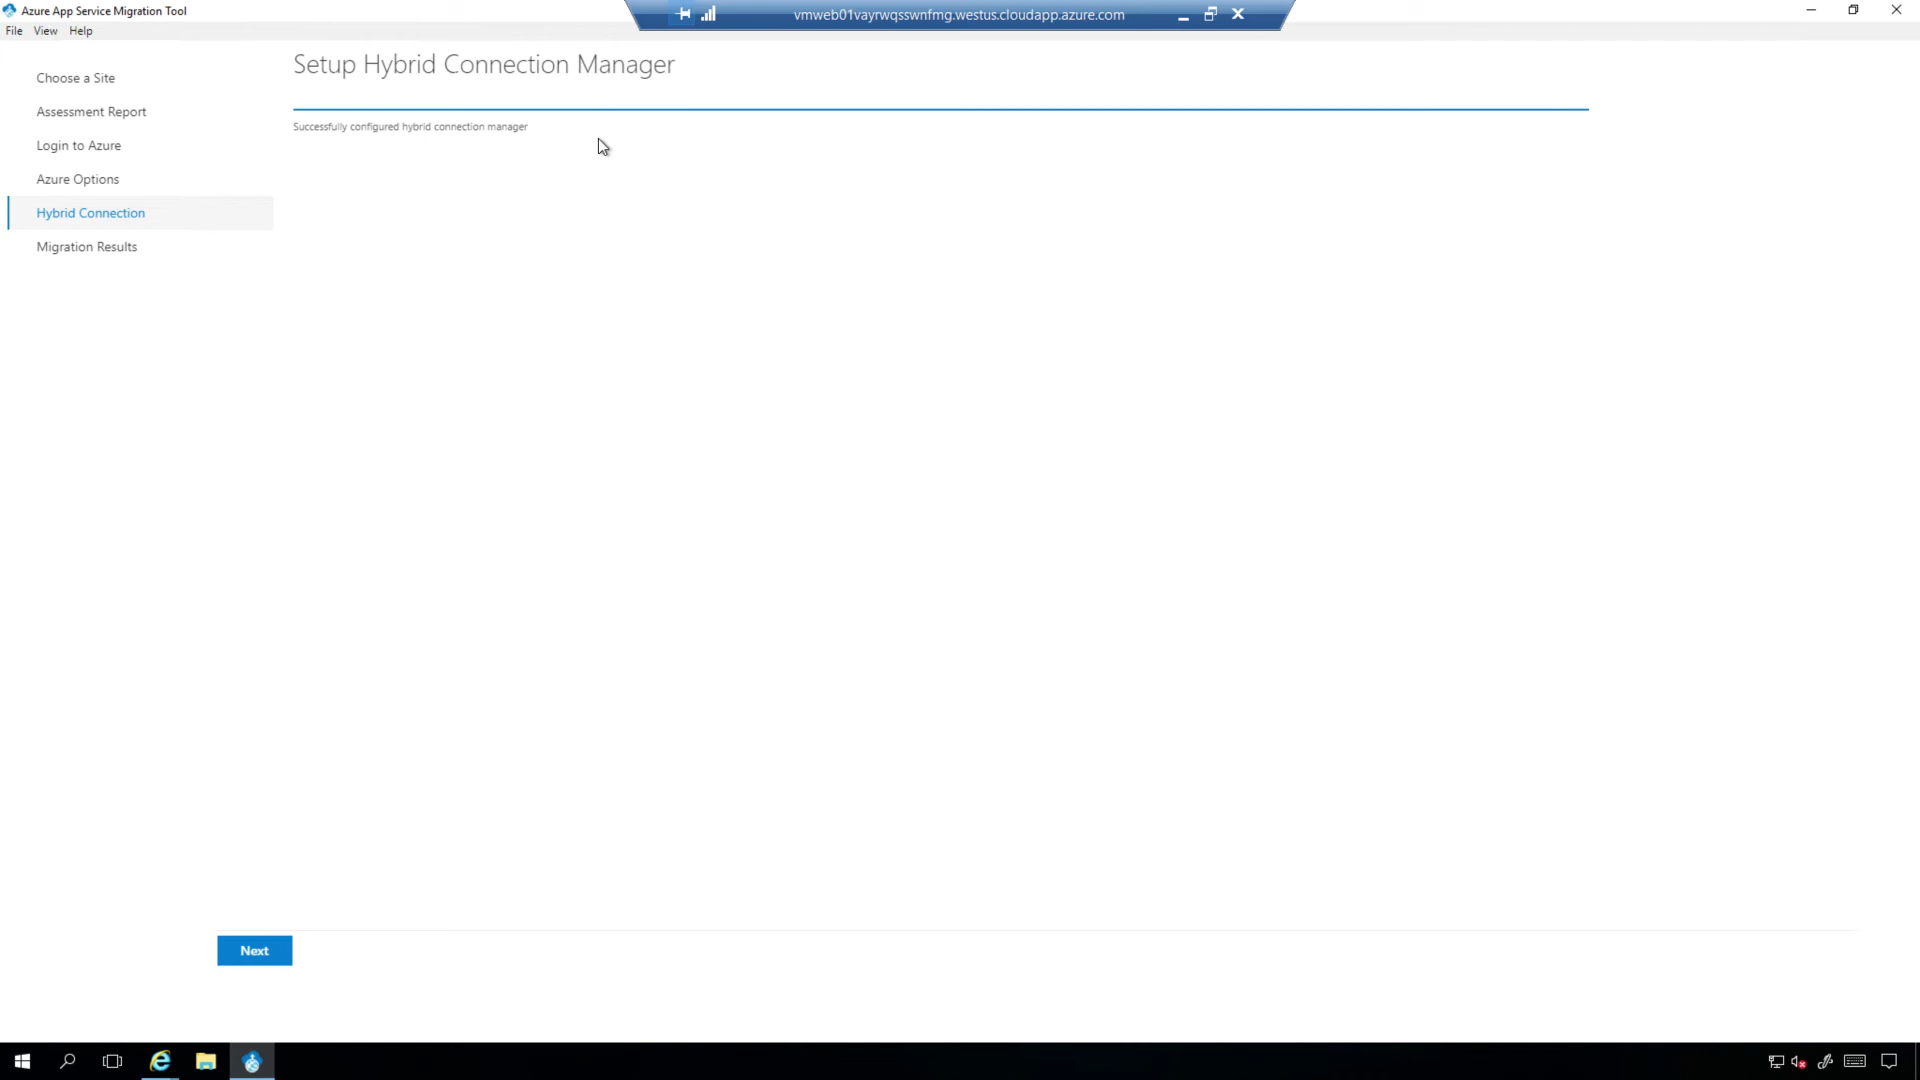 Azure App Service Migration Tool
vmweb01vayrwqsswnfmg.westus.cloudapp.azure.com
File View Help
Setup Hybrid Connection Manager
Successfully configured hybrid connection manager
Choose a Site
Assessment Report
Login to Azure
Azure Options
Hybrid Connection
Migration Results
Next